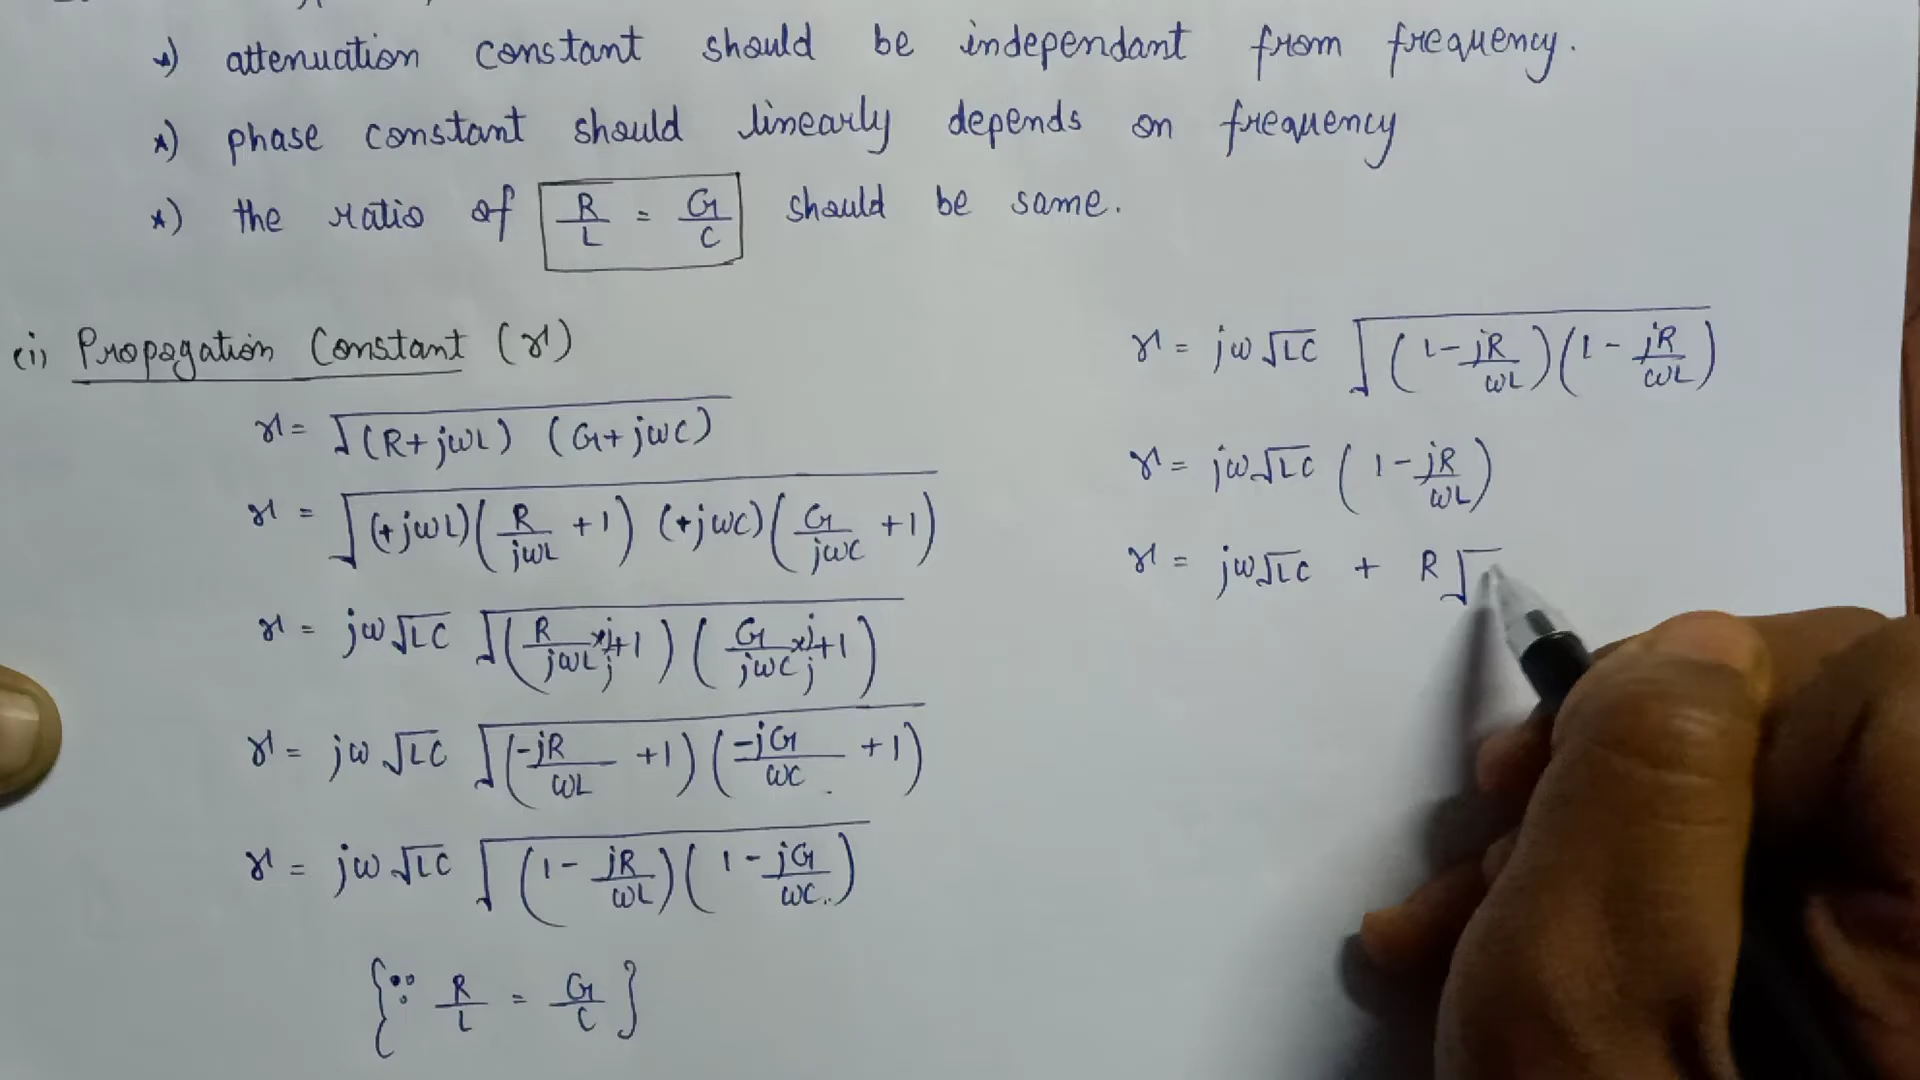 *) attenuation constant should be independant from frequency.
*) phase constant should linearly depends on frequency
*) the ratio of R/L = G/C should be same.
(i) Propagation Constant (γ)
γ = √(R+jωL) (G+jωC)
γ = √(+jωL)(R/jωL +1) (+jωC)(G/jωC +1)
γ = jω√LC √(R/jωL ×j/j+1) (G/jωC ×j/j+1)
γ = jω √LC √(-jR/ωL +1) (-jG/ωC +1)
γ = jω √LC √(1 - jR/ωL)(1 - jG/ωC)
{∵ R/L = G/C}
γ = jω √LC √(1 - jR/ωL)(1 - jR/ωL)
γ = jω√LC (1 - jR/ωL)
γ = jω√LC + R√